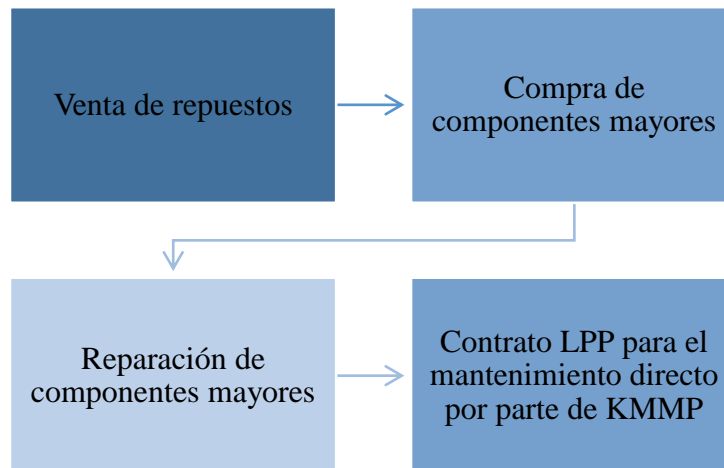 Venta de repuestos
Compra de
componentes mayores
Reparación de
componentes mayores
Contrato LPP para el
mantenimiento directo
por parte de KMMP